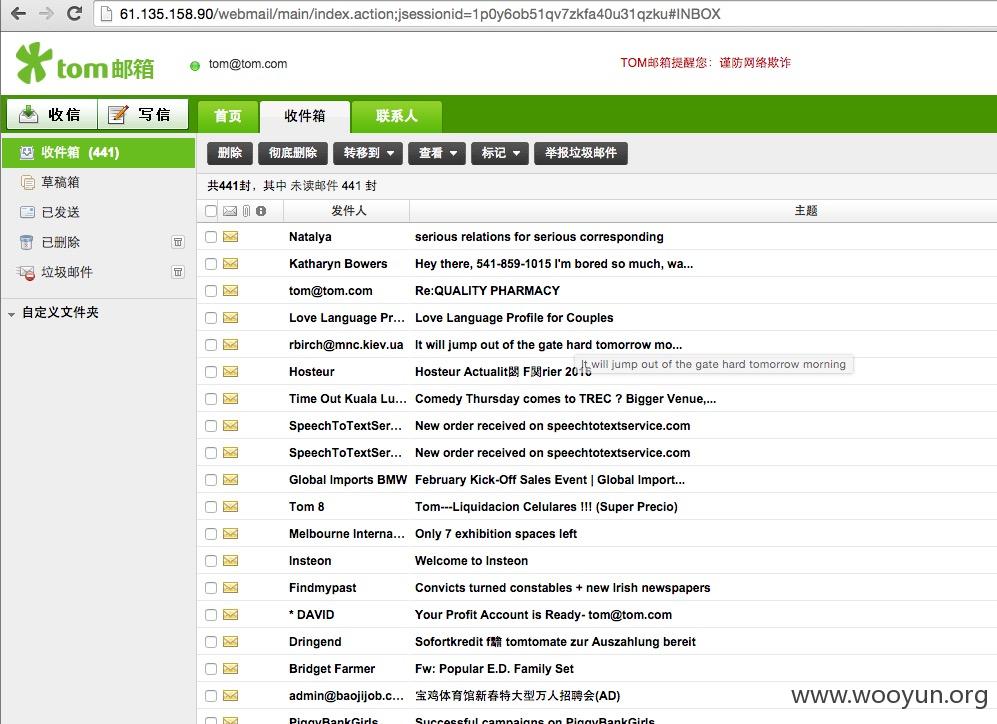 61.135.158.90/webmail/main/index.action;jsessionid=1p0y6ob51qv7zkfa40u31qzku#INBOX
tom邮箱 tom@tom.com TOM邮箱提醒您：谨防网络欺诈
收信 写信 首页 收件箱 联系人
收件箱 (441) 删除 彻底删除 转移到 查看 标记 举报垃圾邮件
草稿箱 共441封，其中 未读邮件 441 封
已发送 发件人 主题
已删除 Natalya serious relations for serious corresponding
垃圾邮件 Katharyn Bowers Hey there, 541-859-1015 I'm bored so much, wa...
tom@tom.com Re:QUALITY PHARMACY
自定义文件夹 Love Language Pr... Love Language Profile for Couples
rbirch@mnc.kiev.ua It will jump out of the gate hard tomorrow mo...
It will jump out of the gate hard tomorrow morning
Hosteur Hosteur Actualit閟 F関rier 2016
Time Out Kuala Lu... Comedy Thursday comes to TREC ? Bigger Venue,...
SpeechToTextSer... New order received on speechtotextservice.com
SpeechToTextSer... New order received on speechtotextservice.com
Global Imports BMW February Kick-Off Sales Event | Global Import...
Tom 8 Tom---Liquidacion Celulares !!! (Super Precio)
Melbourne Interna... Only 7 exhibition spaces left
Insteon Welcome to Insteon
Findmypast Convicts turned constables + new Irish newspapers
* DAVID Your Profit Account is Ready- tom@tom.com
Dringend Sofortkredit f黵 tomtomate zur Auszahlung bereit
Bridget Farmer Fw: Popular E.D. Family Set
admin@baojijob.c... 宝鸡体育馆新春特大型万人招聘会(AD)
PiggyBankGirls Successful campaigns on PiggyBankGirls
www.wooyun.org